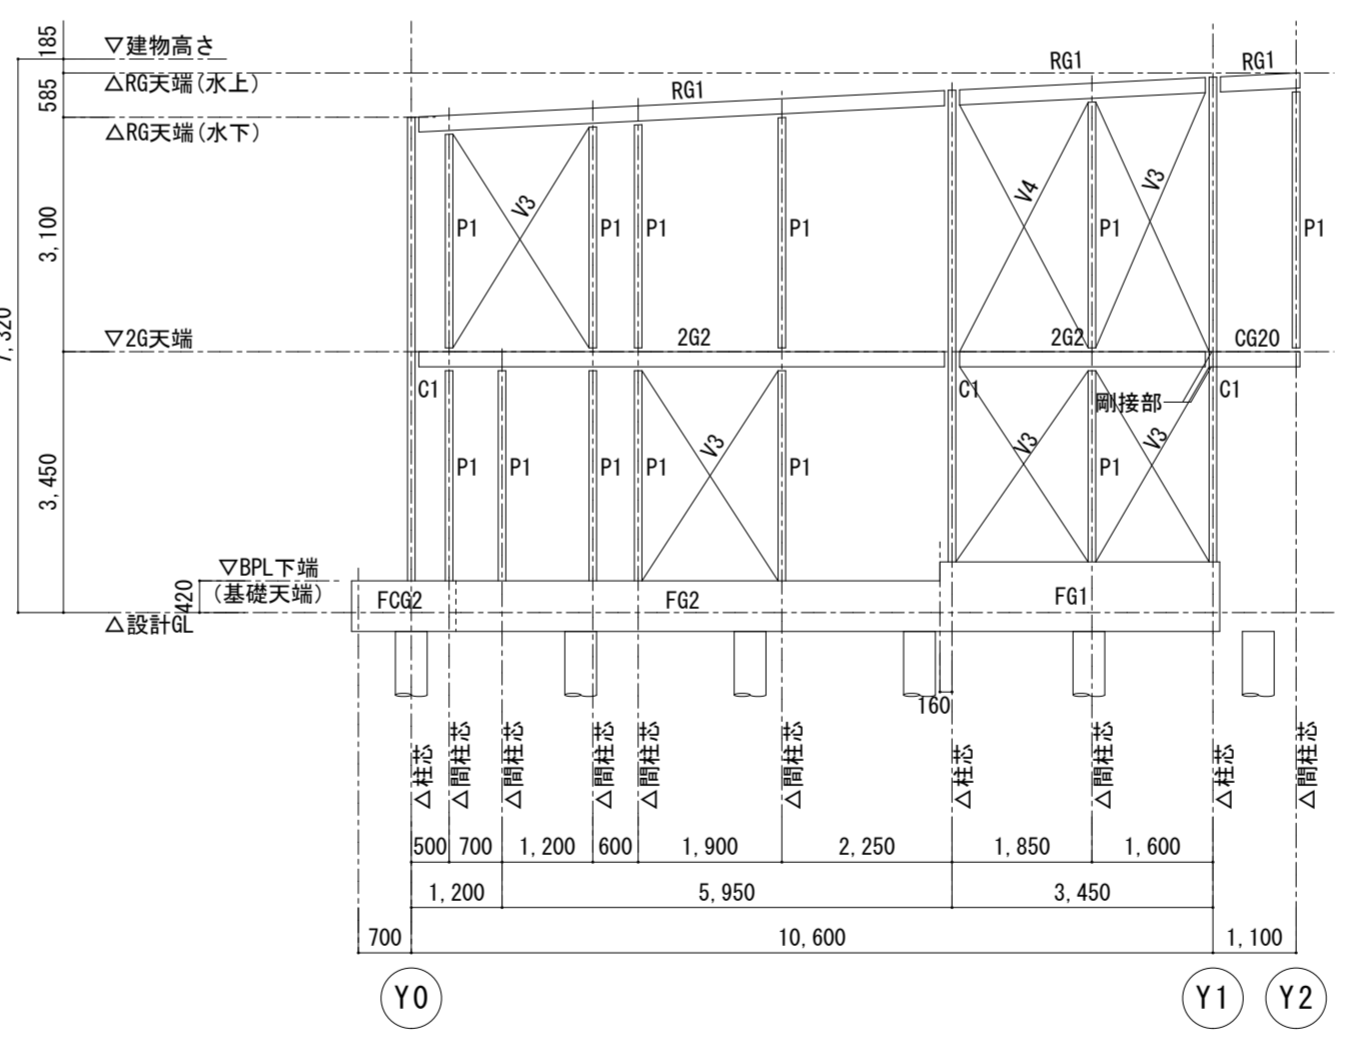 185
▽建物高さ
RG1
RG1
△RG天端(水上)
585
RG1
△RG天端(水下)
V3
V4
V3
3,100
P1
P1
P1
P1
P1
P1
7,320
▽2G天端
2G2
2G2
CG20
C1
C1
C1
剛接部
V3
V3
V3
3,450
P1
P1
P1
P1
P1
P1
▽BPL下端
(基礎天端)
420
FCG2
FG2
FG1
△設計GL
160
△柱芯
△間柱芯
△間柱芯
△間柱芯
△間柱芯
△間柱芯
△柱芯
△間柱芯
△柱芯
△間柱芯
500
700
1,200
600
1,900
2,250
1,850
1,600
1,200
5,950
3,450
700
10,600
1,100
Y0
Y1
Y2